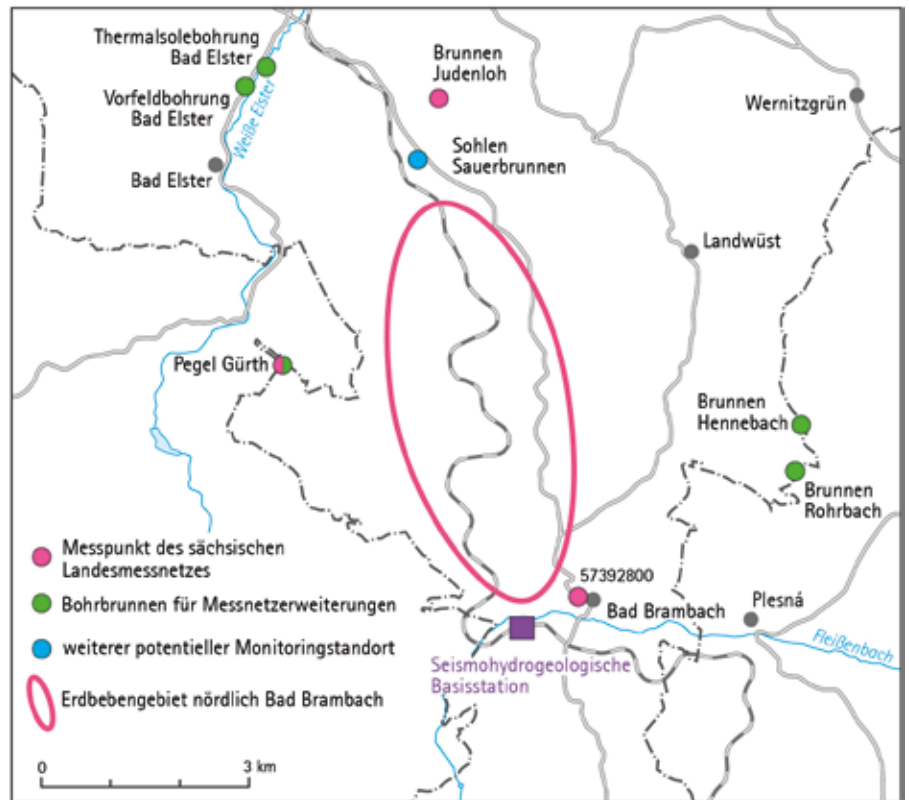 Thermalsolebohrung
Bad Elster
Brunnen
Judenloh
Vorfeldbohrung
Bad Elster
Weiße Elster
Wernitzgrün
Bad Elster
Sohlen
Sauerbrunnen
Landwüst
Pegel Gürth
Brunnen
Hennebach
Brunnen
Rohrbach
57392800
Bad Brambach
Plesná
Fleißenbach
Seismohydrogeologische
Basisstation
Messpunkt des sächsischen
Landesmessnetzes
Bohrbrunnen für Messnetzerweiterungen
weiterer potentieller Monitoringstandort
Erdbebengebiet nördlich Bad Brambach
0 3 km